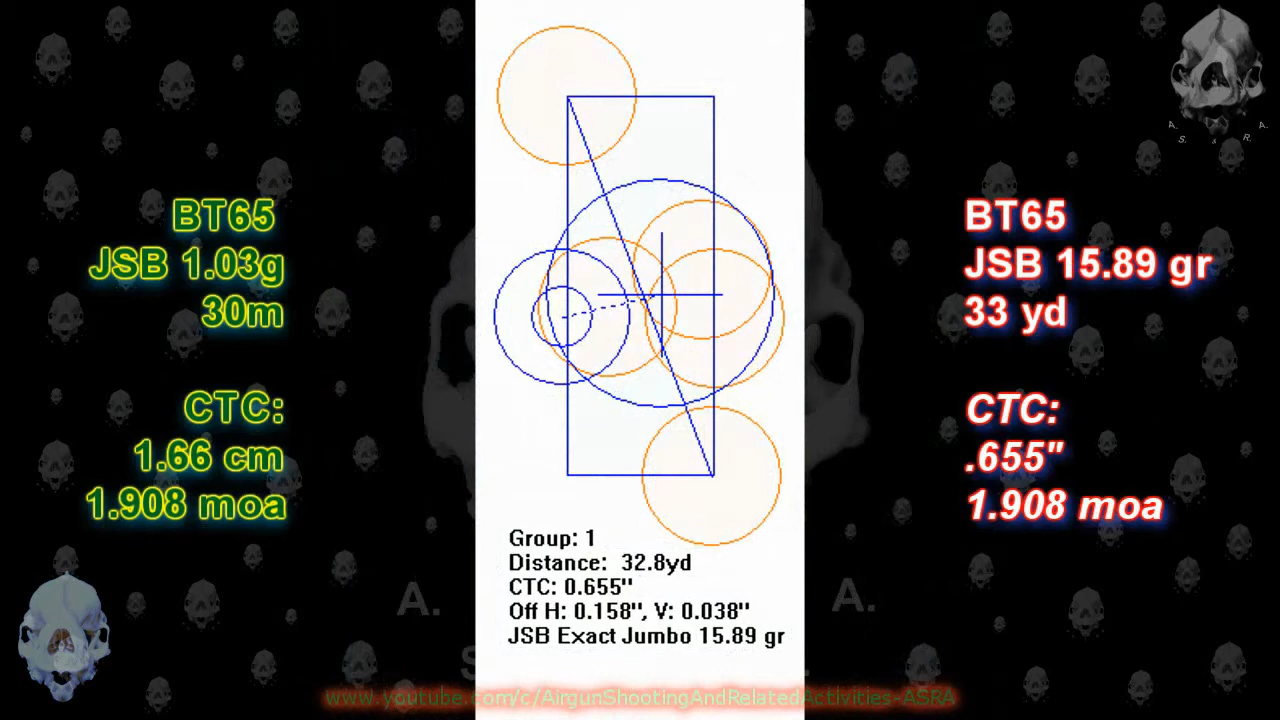 BT65
JSB 1.03g
30m
CTC:
1.66 cm
1.908 moa
Group: 1
Distance: 32.8yd
CTC: 0.655"
Off H: 0.158", V: 0.038"
JSB Exact Jumbo 15.89 gr
BT65
JSB 15.89 gr
33 yd
CTC:
.655"
1.908 moa
A.
A.
S.
&
R.
A.
A.
S
.
www.youtube.com/c/AirgunShootingAndRelatedActivities-ASRA